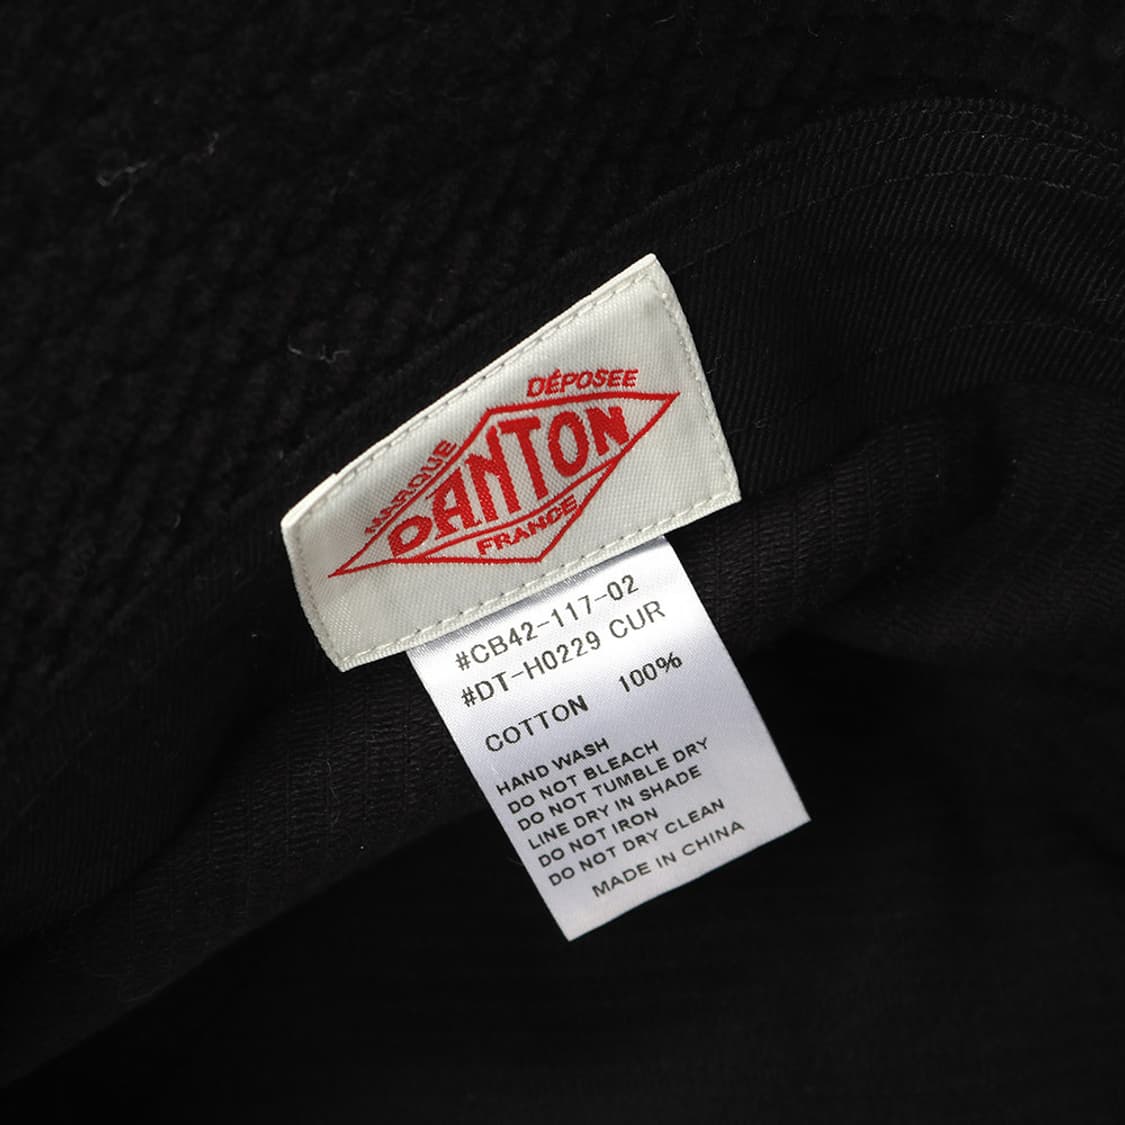 MARQUE DÉPOSEE
DANTON
FRANCE
#CB42-117-02
#DT-H0229 CUR
COTTON 100%
HAND WASH
DO NOT BLEACH
DO NOT TUMBLE DRY
LINE DRY IN SHADE
DO NOT IRON
DO NOT DRY CLEAN
MADE IN CHINA